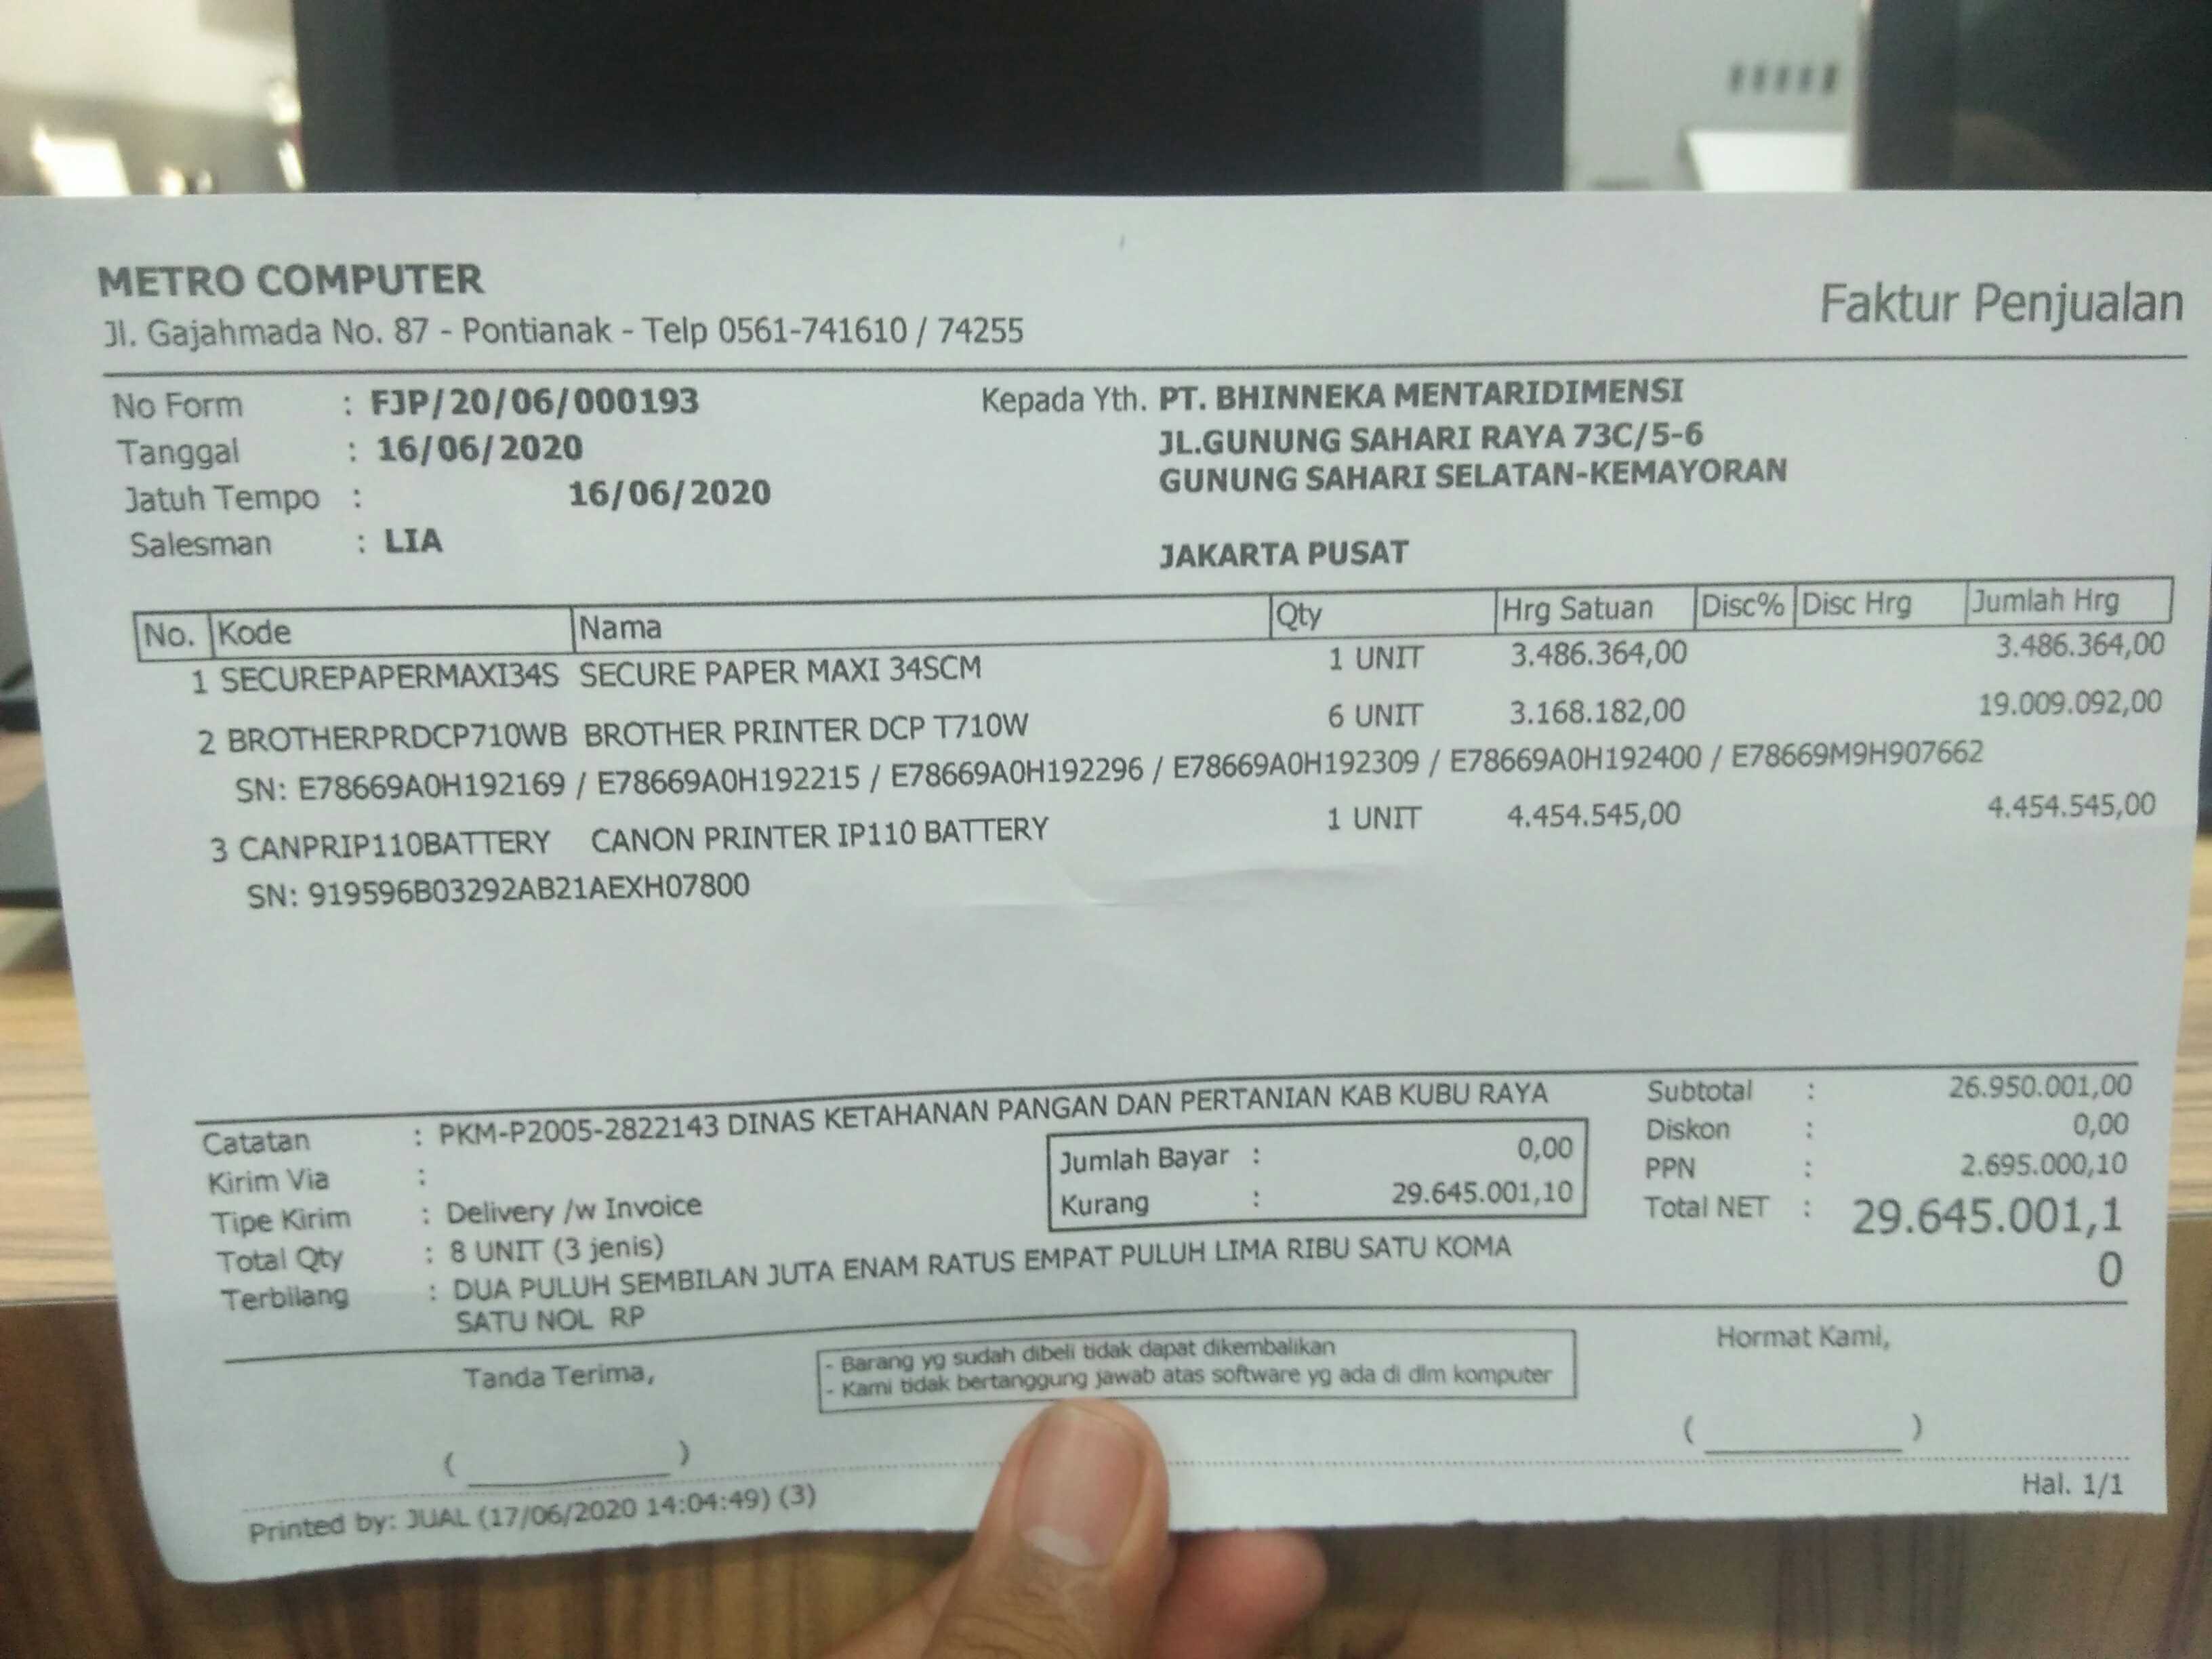 METRO COMPUTER
Jl. Gajahmada No. 87 - Pontianak - Telp 0561-741610 / 74255
Faktur Penjualan
No Form : FJP/20/06/000193
Tanggal : 16/06/2020
Jatuh Tempo : 16/06/2020
Salesman : LIA
Kepada Yth. PT. BHINNEKA MENTARIDIMENSI
JL.GUNUNG SAHARI RAYA 73C/5-6
GUNUNG SAHARI SELATAN-KEMAYORAN
JAKARTA PUSAT
No. Kode Nama Qty Hrg Satuan Disc% Disc Hrg Jumlah Hrg
1 SECUREPAPERMAXI34S SECURE PAPER MAXI 34SCM 1 UNIT 3.486.364,00 3.486.364,00
2 BROTHERPRDCP710WB BROTHER PRINTER DCP T710W 6 UNIT 3.168.182,00 19.009.092,00
SN: E78669A0H192169 / E78669A0H192215 / E78669A0H192296 / E78669A0H192309 / E78669A0H192400 / E78669M9H907662
3 CANPRIP110BATTERY CANON PRINTER IP110 BATTERY 1 UNIT 4.454.545,00 4.454.545,00
SN: 919596B03292AB21AEXH07800
Catatan : PKM-P2005-2822143 DINAS KETAHANAN PANGAN DAN PERTANIAN KAB KUBU RAYA
Kirim Via :
Tipe Kirim : Delivery /w Invoice
Total Qty : 8 UNIT (3 jenis)
Terbilang : DUA PULUH SEMBILAN JUTA ENAM RATUS EMPAT PULUH LIMA RIBU SATU KOMA
SATU NOL RP
Jumlah Bayar : 0,00
Kurang : 29.645.001,10
Subtotal : 26.950.001,00
Diskon : 0,00
PPN : 2.695.000,10
Total NET : 29.645.001,1
0
Tanda Terima,
- Barang yg sudah dibeli tidak dapat dikembalikan
- Kami tidak bertanggung jawab atas software yg ada di dlm komputer
Hormat Kami,
( )
( )
Printed by: JUAL (17/06/2020 14:04:49) (3)
Hal. 1/1